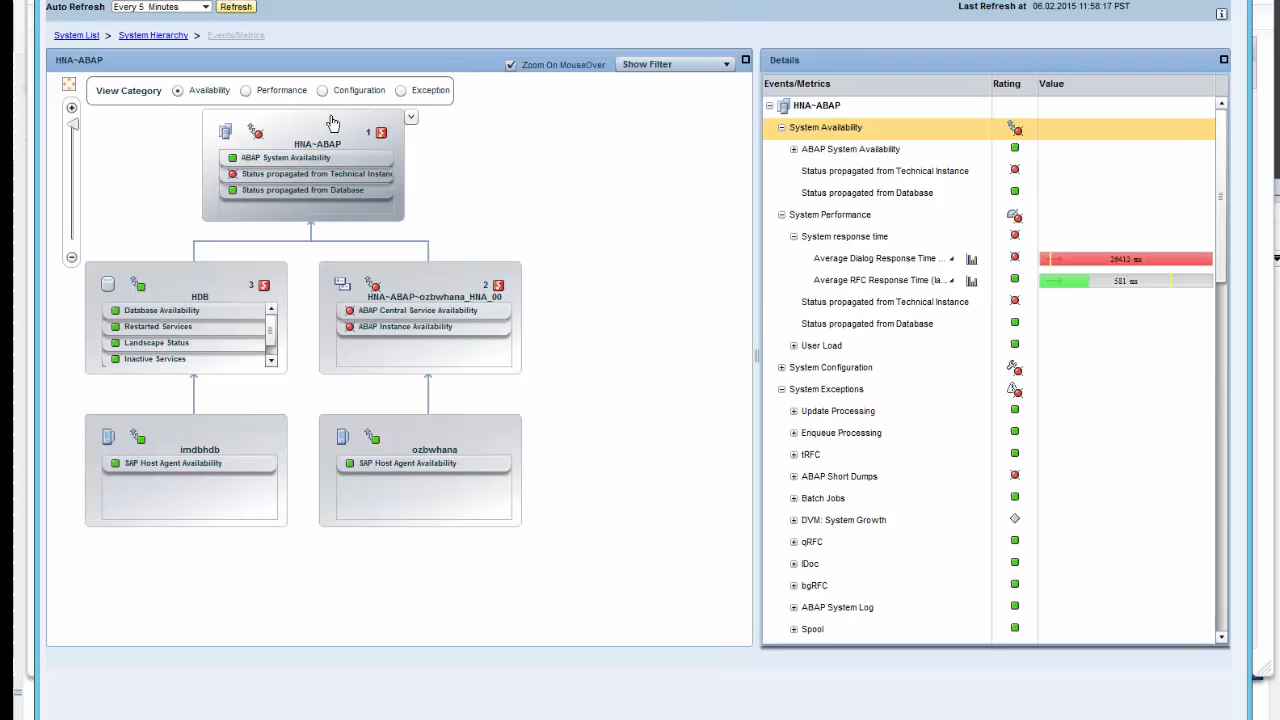 Auto Refresh Every 5 Minutes Refresh
Last Refresh at 06.02.2015 11:58:17 PST
System List > System Hierarchy > Events/Metrics
HNA~ABAP
Zoom On MouseOver Show Filter
View Category Availability Performance Configuration Exception
1
HNA~ABAP
ABAP System Availability
Status propagated from Technical Instanc
Status propagated from Database
3
HDB
Database Availability
Restarted Services
Landscape Status
Inactive Services
2
HNA~ABAP~ozbwhana_HNA_00
ABAP Central Service Availability
ABAP Instance Availability
imdbhdb
SAP Host Agent Availability
ozbwhana
SAP Host Agent Availability
Details
Events/Metrics Rating Value
HNA~ABAP
System Availability
ABAP System Availability
Status propagated from Technical Instance
Status propagated from Database
System Performance
System response time
Average Dialog Response Time ... 26412 ms
Average RFC Response Time (la... 581 ms
Status propagated from Technical Instance
Status propagated from Database
User Load
System Configuration
System Exceptions
Update Processing
Enqueue Processing
tRFC
ABAP Short Dumps
Batch Jobs
DVM: System Growth
qRFC
IDoc
bgRFC
ABAP System Log
Spool